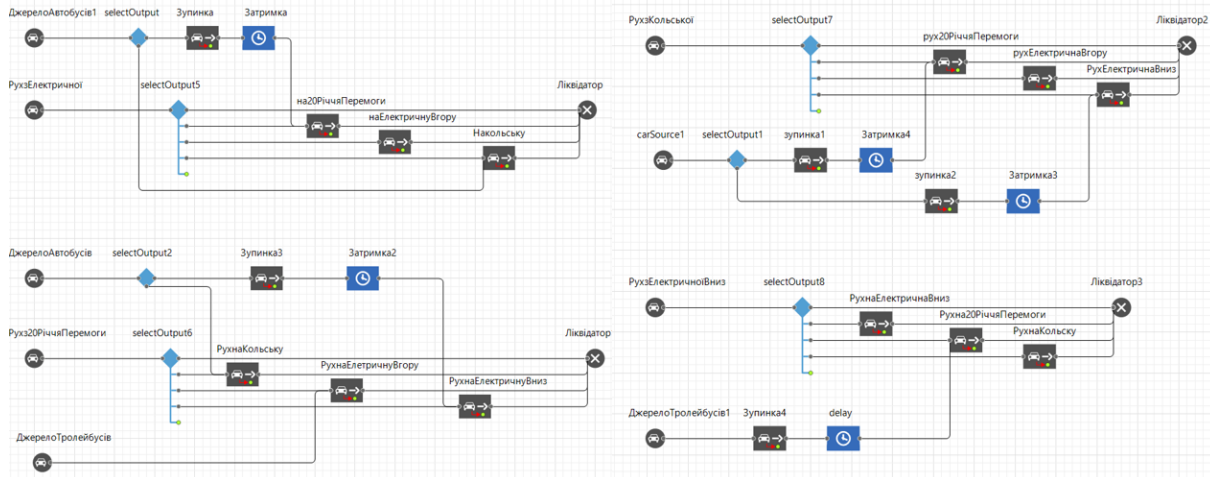 ДжерелоАвтобусів1 selectOutput Зупинка Затримка
РухзЕлектричної selectOutput5 Ліквідатор
на20РіччяПеремоги
наЕлектричнуВгору
Накольську
ДжерелоАвтобусів selectOutput2 Зупинка3 Затримка2
Рухз20РіччяПеремоги selectOutput6 Ліквідатор
РухнаКольську
РухнаЕлетричнуВгору
РухнаЕлектричнуВниз
ДжерелоТролейбусів
РухзКольської selectOutput7 Ліквідатор2
рух20РіччяПеремоги
рухЕлектричнаВгору
РухЕлектричнаВниз
carSource1 selectOutput1 зупинка1 Затримка4
зупинка2 Затримка3
РухзЕлектричноїВниз selectOutput8 Ліквідатор3
РухнаЕлектричнаВниз
Рухна20РіччяПеремоги
РухнаКольску
ДжерелоТролейбусів1 Зупинка4 delay